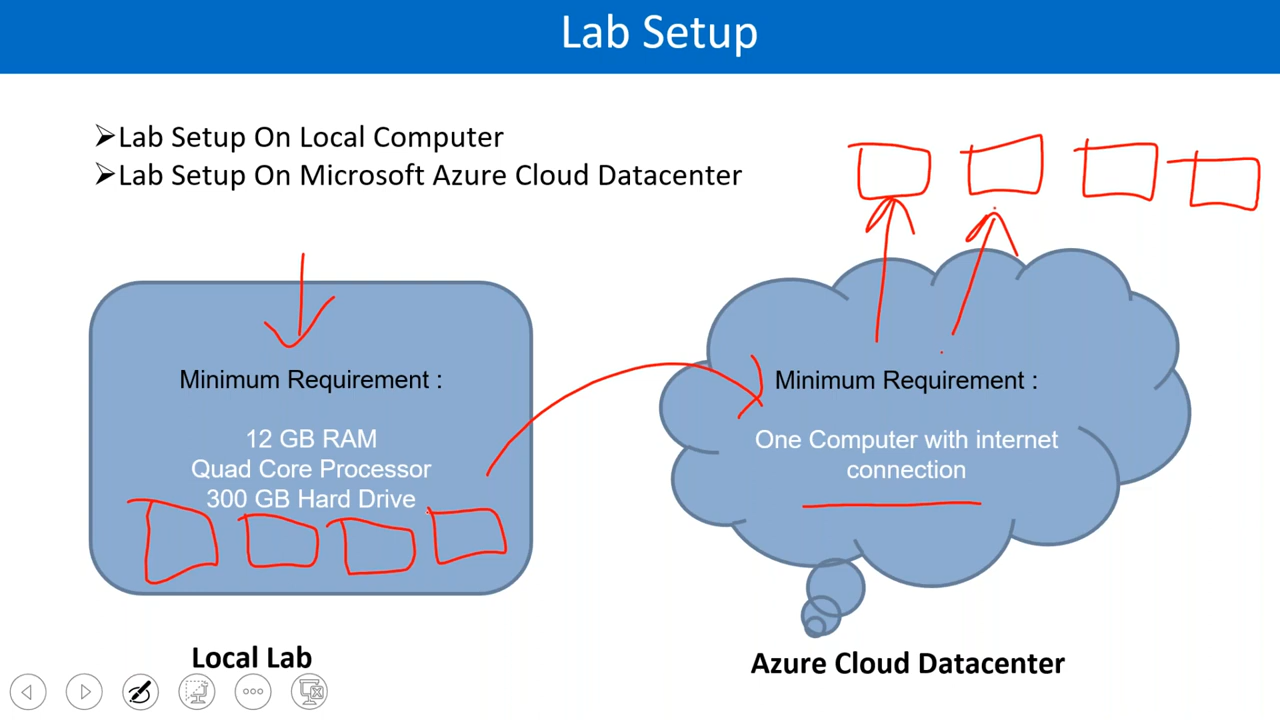 Lab Setup
➢Lab Setup On Local Computer
➢Lab Setup On Microsoft Azure Cloud Datacenter
Minimum Requirement :
12 GB RAM
Quad Core Processor
300 GB Hard Drive
Local Lab
Minimum Requirement :
One Computer with internet
connection
Azure Cloud Datacenter